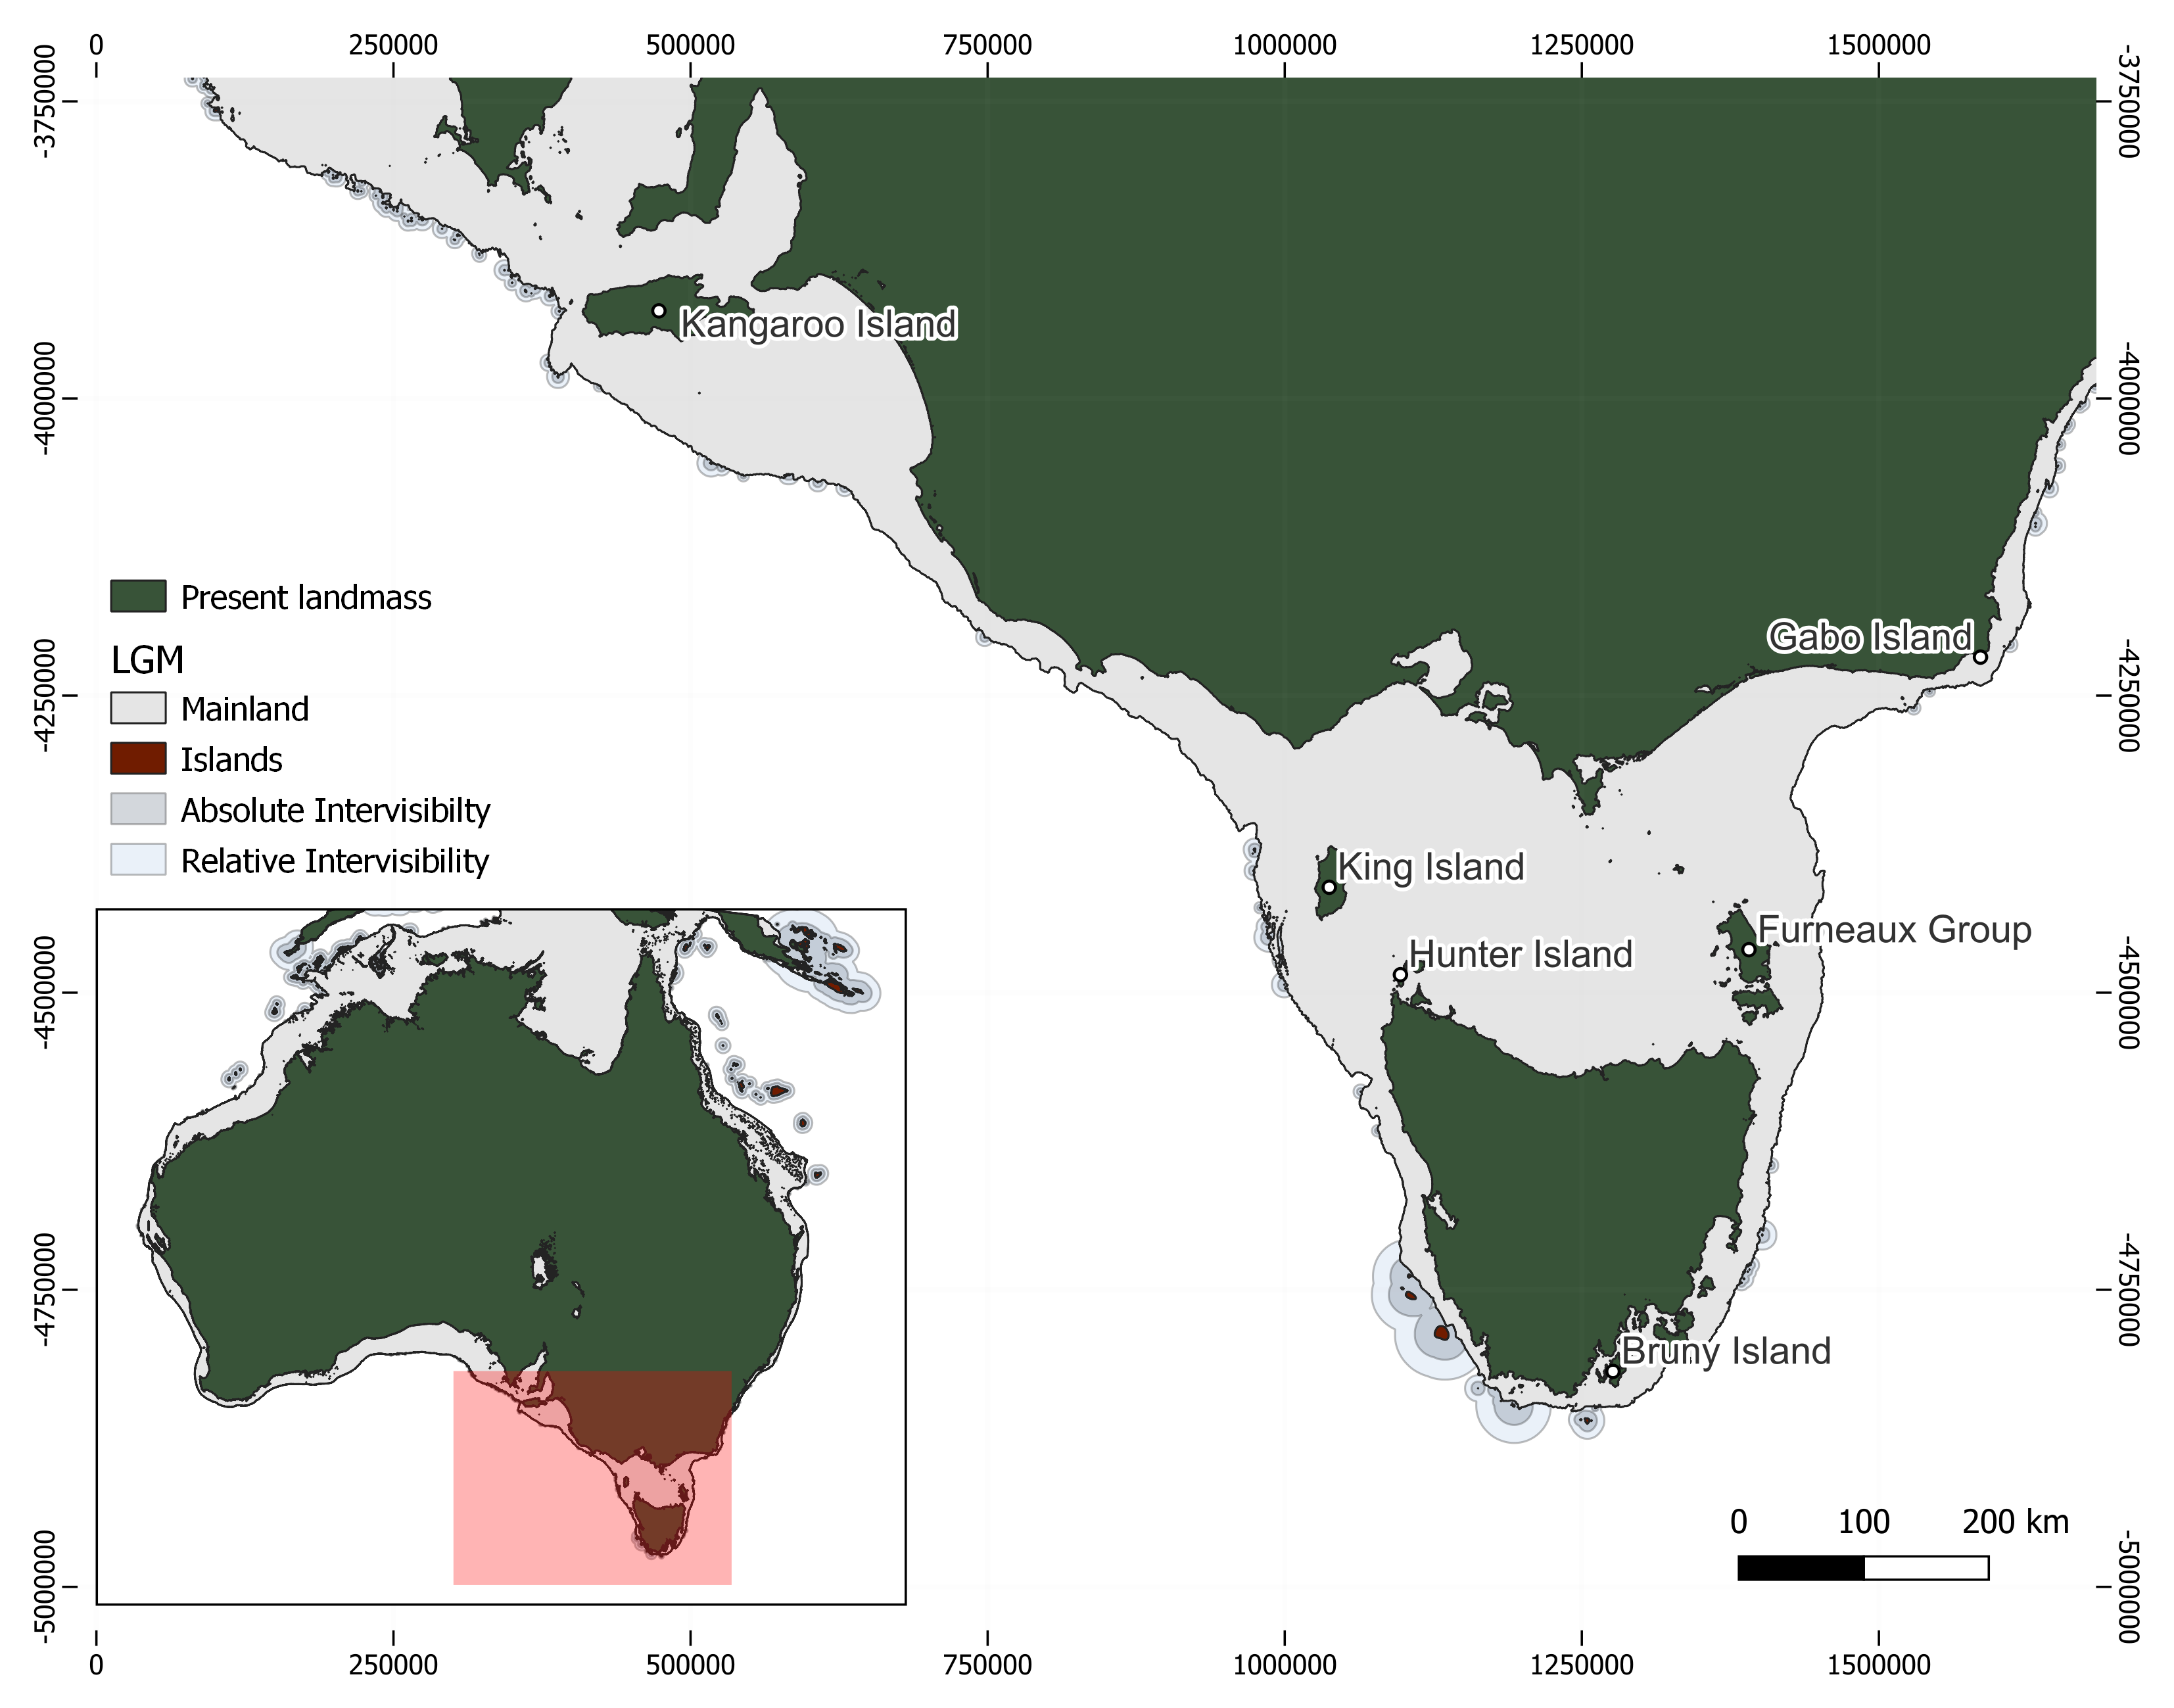 0 250000 500000 750000 1000000 1250000 1500000
-3750000 -3750000
Kangaroo Island
-4000000 -4000000
Present landmass
LGM
Mainland
Islands
Absolute Intervisibilty
Relative Intervisibility
Gabo Island
-4250000 -4250000
King Island
Furneaux Group
Hunter Island
-4500000 -4500000
-4750000 -4750000
Bruny Island
0 100 200 km
-5000000 -5000000
0 250000 500000 750000 1000000 1250000 1500000